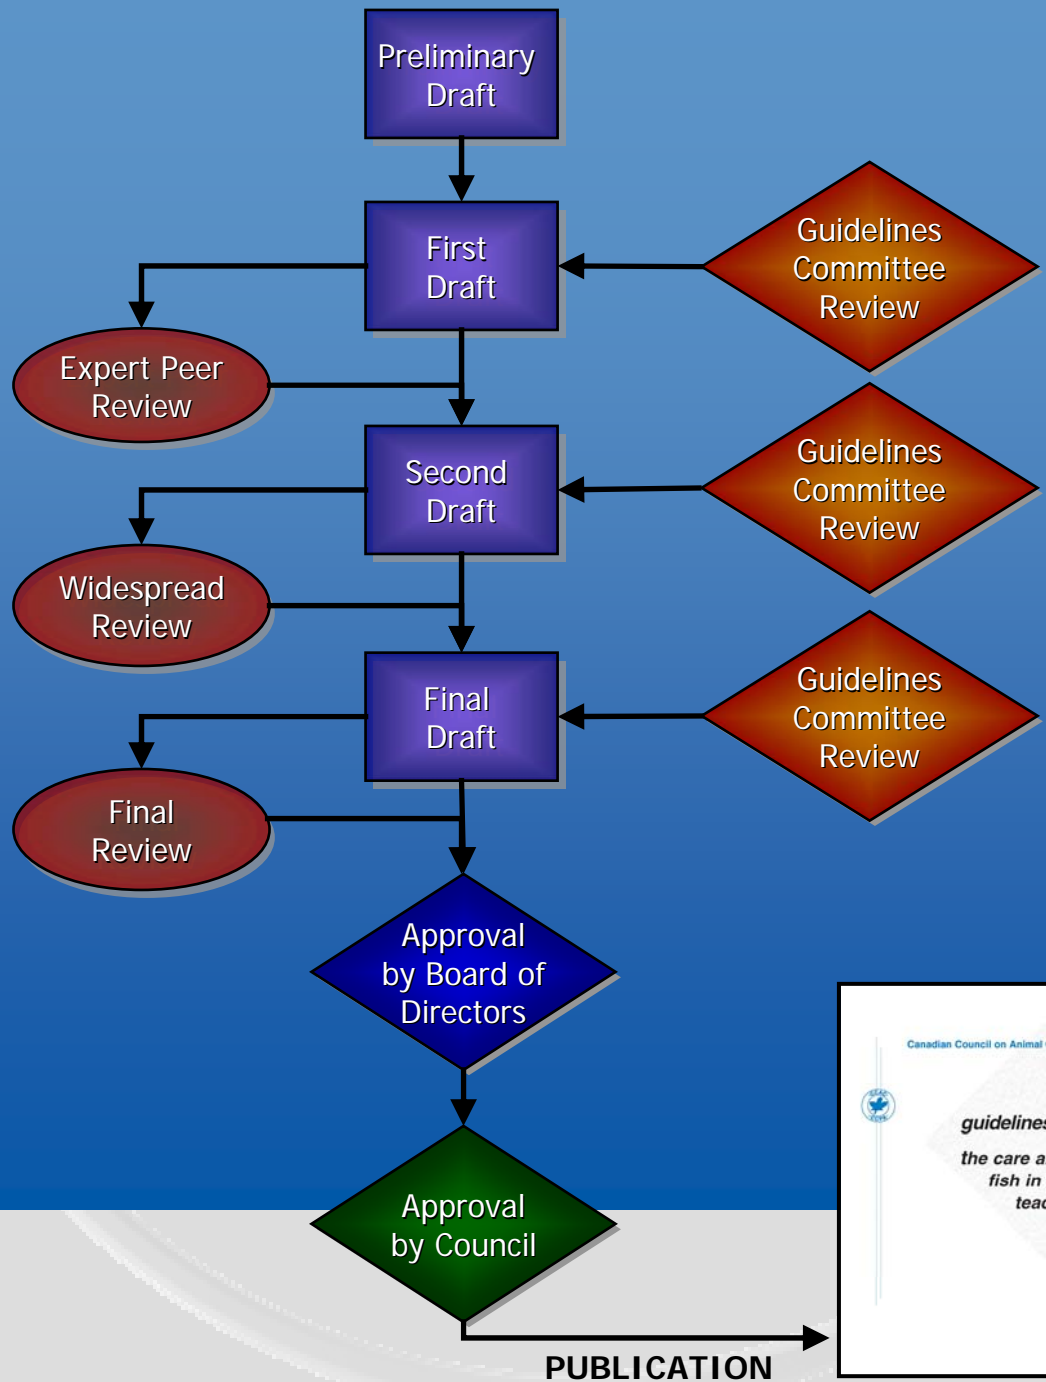 Preliminary
Draft
First
Draft
Guidelines
Committee
Review
Expert Peer
Review
Second
Draft
Guidelines
Committee
Review
Widespread
Review
Final
Draft
Guidelines
Committee
Review
Final
Review
Approval
by Board of
Directors
Canadian Council on Animal
guidelines
the care a
fish in
teac
Approval
by Council
PUBLICATION